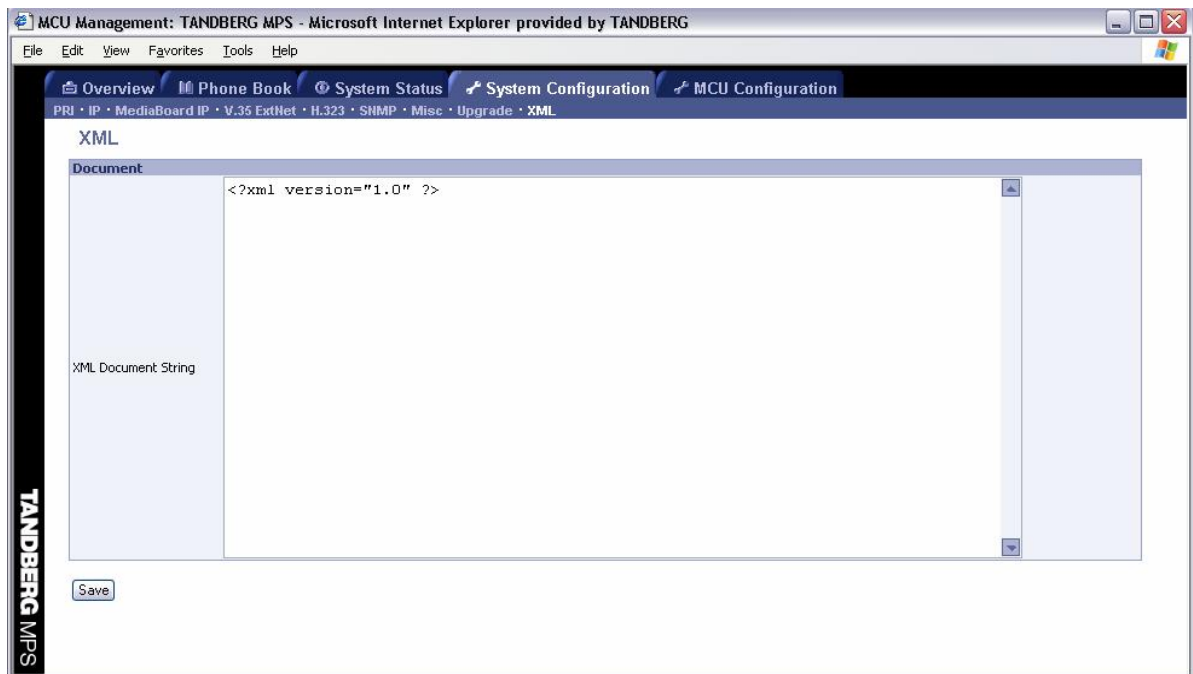 MCU Management: TANDBERG MPS - Microsoft Internet Explorer provided by TANDBERG
File Edit View Favorites Tools Help
Overview Phone Book System Status System Configuration MCU Configuration
PRI · IP · MediaBoard IP · V.35 ExtNet · H.323 · SNMP · Misc · Upgrade · XML
XML
Document
<?xml version="1.0" ?>
XML Document String
Save
TANDBERG MPS